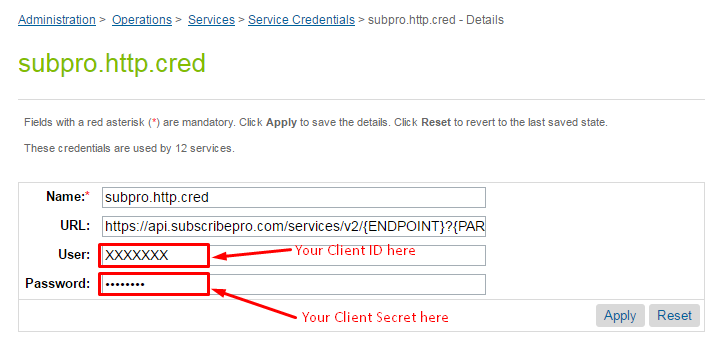 Administration > Operations > Services > Service Credentials > subpro.http.cred - Details
subpro.http.cred
Fields with a red asterisk (*) are mandatory. Click Apply to save the details. Click Reset to revert to the last saved state.
These credentials are used by 12 services.
Name:* subpro.http.cred
URL: https://api.subscribepro.com/services/v2/{ENDPOINT}?{PAR
User: XXXXXXX Your Client ID here
Password: ••••••••
Your Client Secret here
Apply Reset